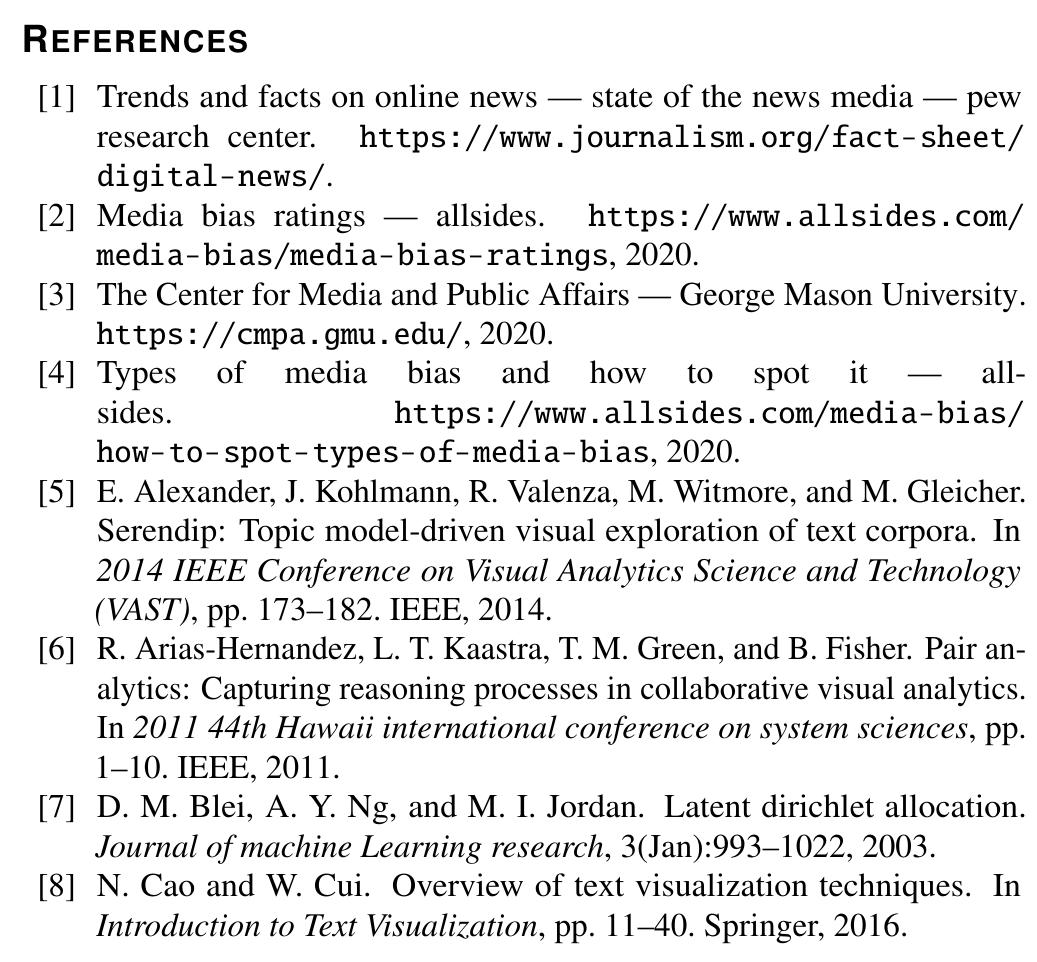 REFERENCES
[1] Trends and facts on online news — state of the news media — pew
research center. https://www.journalism.org/fact-sheet/
digital-news/.
[2] Media bias ratings — allsides. https://www.allsides.com/
media-bias/media-bias-ratings, 2020.
[3] The Center for Media and Public Affairs — George Mason University.
https://cmpa.gmu.edu/, 2020.
[4] Types of media bias and how to spot it — all-
sides. https://www.allsides.com/media-bias/
how-to-spot-types-of-media-bias, 2020.
[5] E. Alexander, J. Kohlmann, R. Valenza, M. Witmore, and M. Gleicher.
Serendip: Topic model-driven visual exploration of text corpora. In
2014 IEEE Conference on Visual Analytics Science and Technology
(VAST), pp. 173–182. IEEE, 2014.
[6] R. Arias-Hernandez, L. T. Kaastra, T. M. Green, and B. Fisher. Pair an-
alytics: Capturing reasoning processes in collaborative visual analytics.
In 2011 44th Hawaii international conference on system sciences, pp.
1–10. IEEE, 2011.
[7] D. M. Blei, A. Y. Ng, and M. I. Jordan. Latent dirichlet allocation.
Journal of machine Learning research, 3(Jan):993–1022, 2003.
[8] N. Cao and W. Cui. Overview of text visualization techniques. In
Introduction to Text Visualization, pp. 11–40. Springer, 2016.